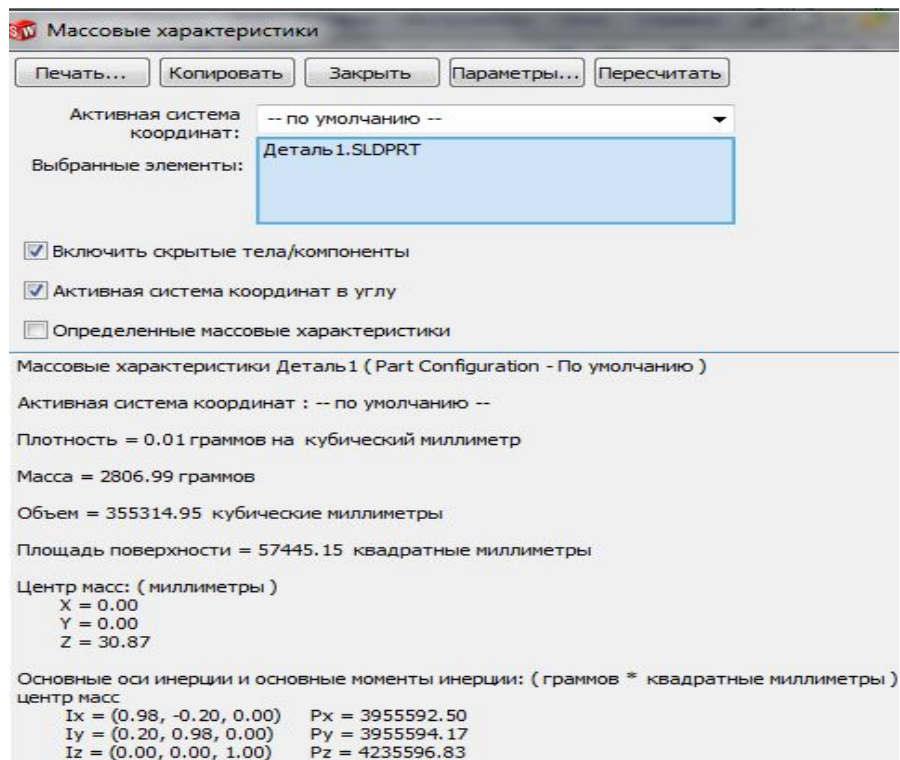 SW Массовые характеристики
Печать... Копировать Закрыть Параметры... Пересчитать
Активная система координат: -- по умолчанию --
Выбранные элементы: Деталь1.SLDPRT
Включить скрытые тела/компоненты
Активная система координат в углу
Определенные массовые характеристики
Массовые характеристики Деталь1 ( Part Configuration - По умолчанию )
Активная система координат : -- по умолчанию --
Плотность = 0.01 граммов на кубический миллиметр
Масса = 2806.99 граммов
Объем = 355314.95 кубические миллиметры
Площадь поверхности = 57445.15 квадратные миллиметры
Центр масс: ( миллиметры )
X = 0.00
Y = 0.00
Z = 30.87
Основные оси инерции и основные моменты инерции: ( граммов * квадратные миллиметры )
центр масс
Ix = (0.98, -0.20, 0.00) Px = 3955592.50
Iy = (0.20, 0.98, 0.00) Py = 3955594.17
Iz = (0.00, 0.00, 1.00) Pz = 4235596.83